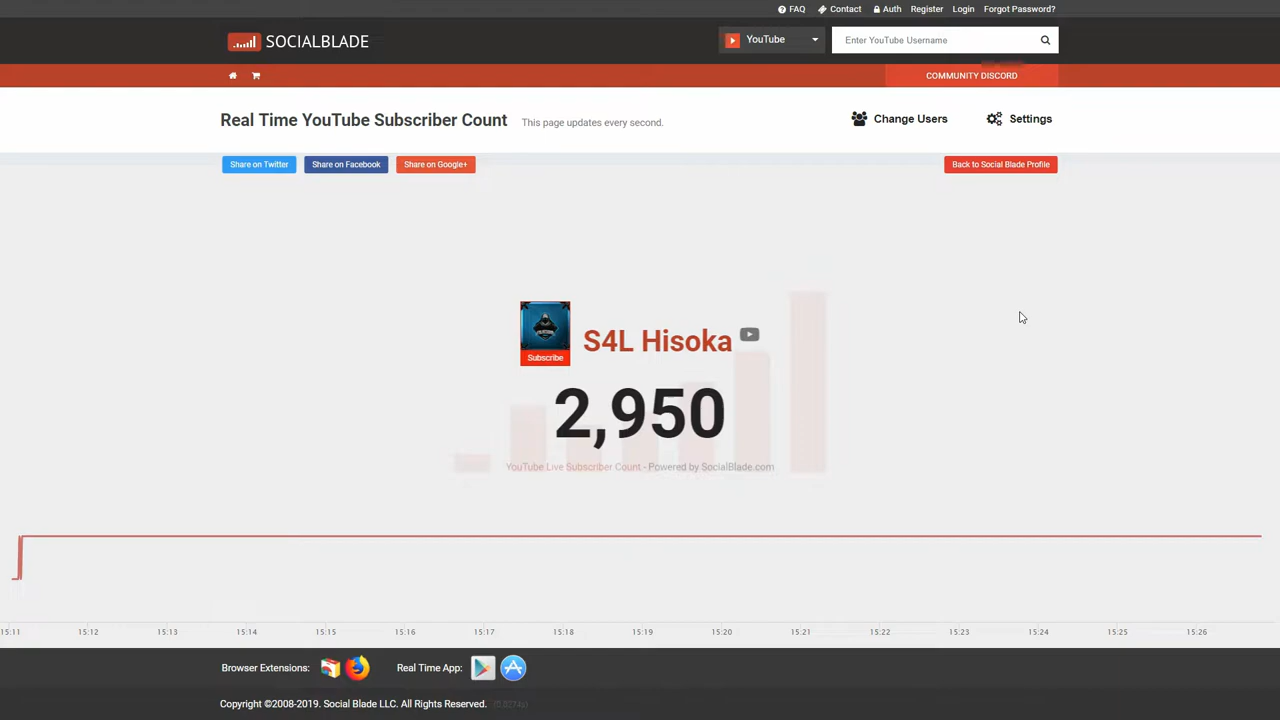 FAQ Contact Auth Register Login Forgot Password?
SOCIALBLADE
YouTube
Enter YouTube Username
COMMUNITY DISCORD
Real Time YouTube Subscriber Count
This page updates every second.
Change Users
Settings
Share on Twitter
Share on Facebook
Share on Google+
Back to Social Blade Profile
S4L Hisoka
Subscribe
2,950
YouTube Live Subscriber Count - Powered by SocialBlade.com
15:11 15:12 15:13 15:14 15:15 15:16 15:17 15:18 15:19 15:20 15:21 15:22 15:23 15:24 15:25 15:26
Browser Extensions:
Real Time App:
Copyright ©2008-2019. Social Blade LLC. All Rights Reserved.